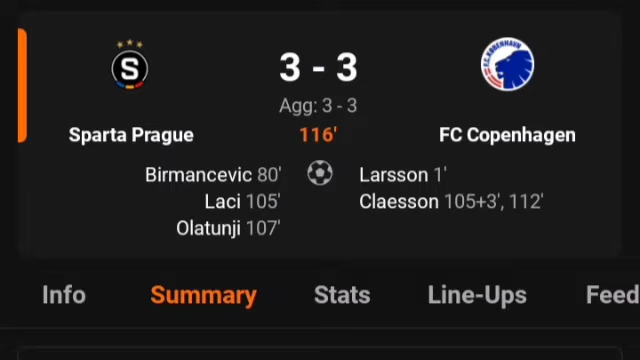 S
F.C. KØBENHAVN
3 - 3
Agg: 3 - 3
Sparta Prague 116' FC Copenhagen
Birmancevic 80' Larsson 1'
Laci 105' Claesson 105+3', 112'
Olatunji 107'
Info Summary Stats Line-Ups Feed